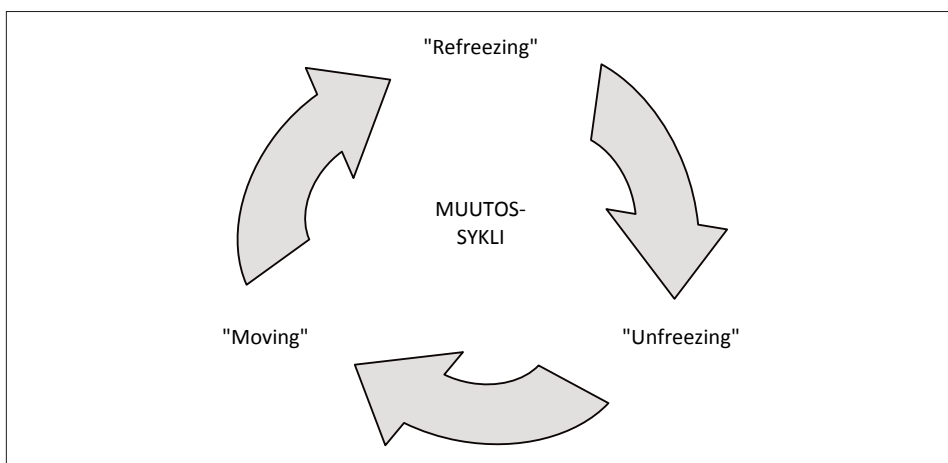 "Refreezing"
MUUTOS-
SYKLI
"Moving"
"Unfreezing"